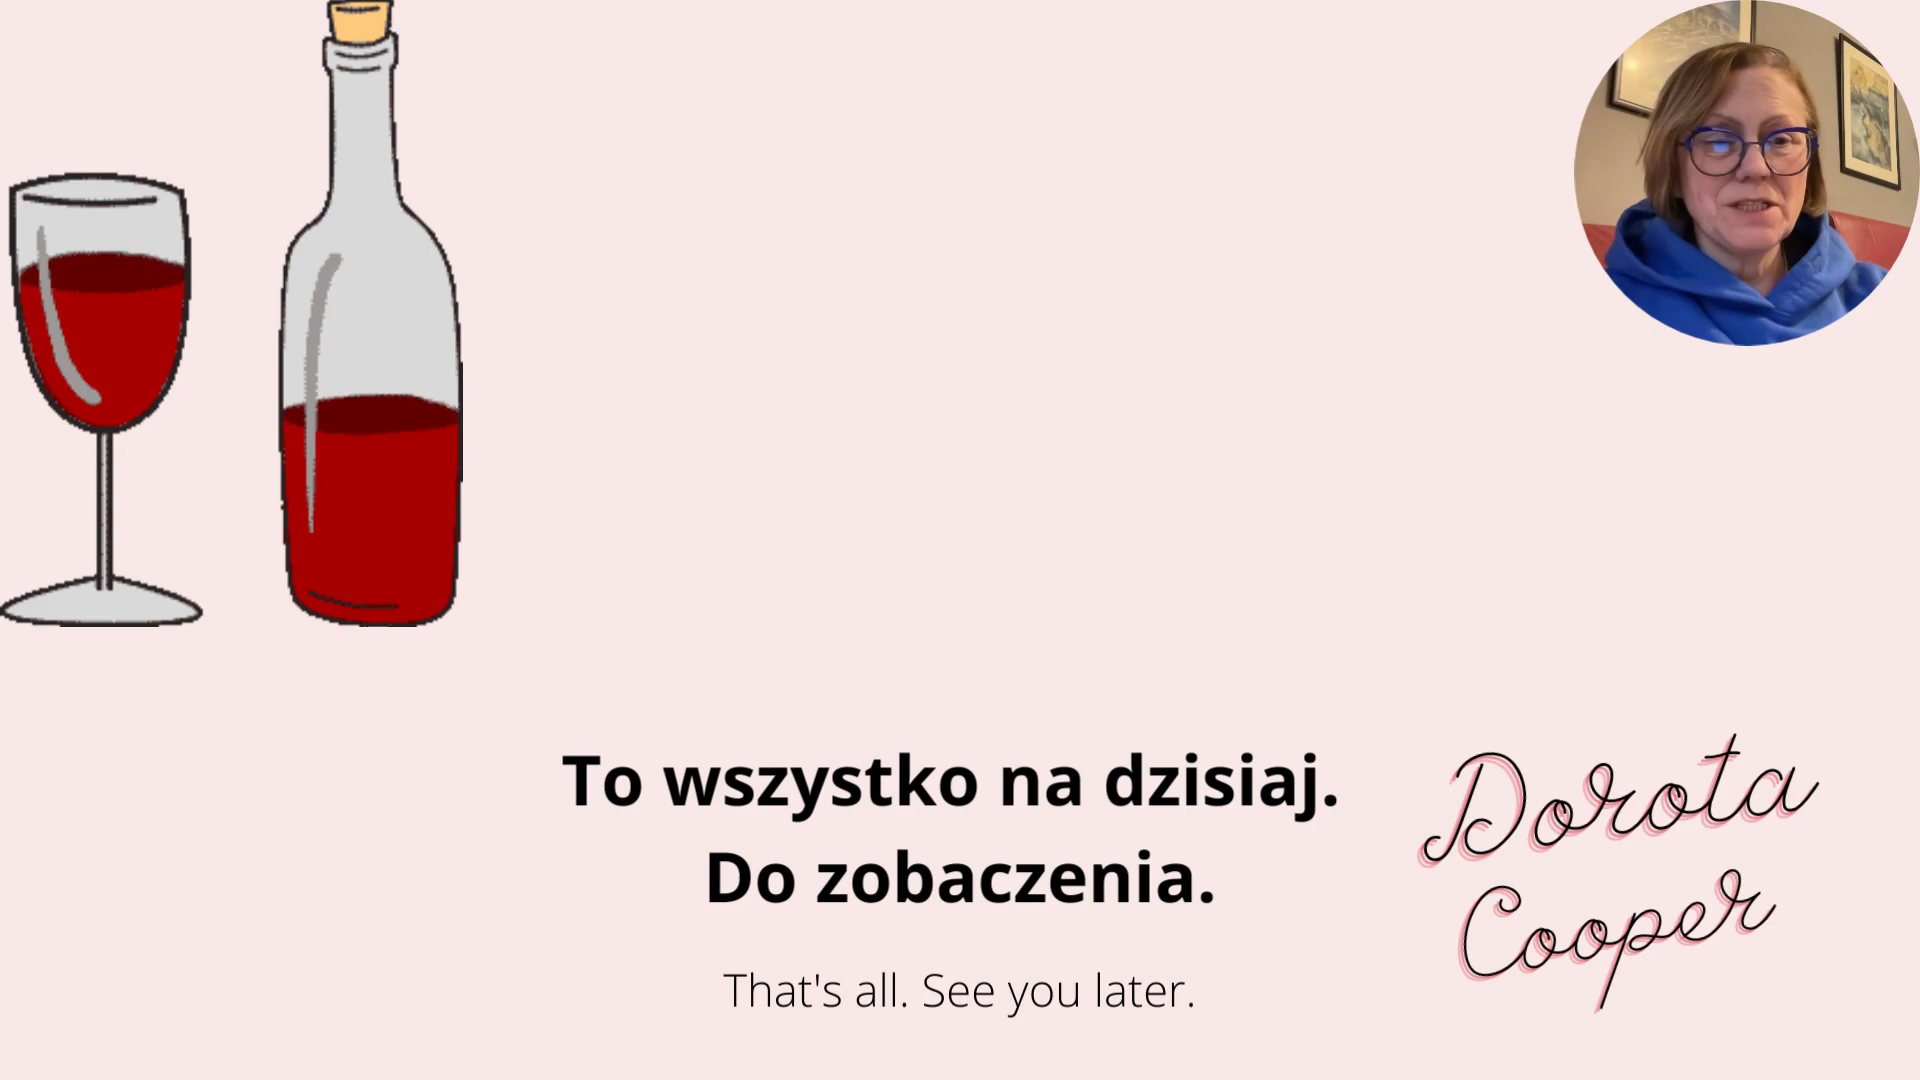 To wszystko na dzisiaj.
Do zobaczenia.
That's all. See you later.
Dorota
Cooper